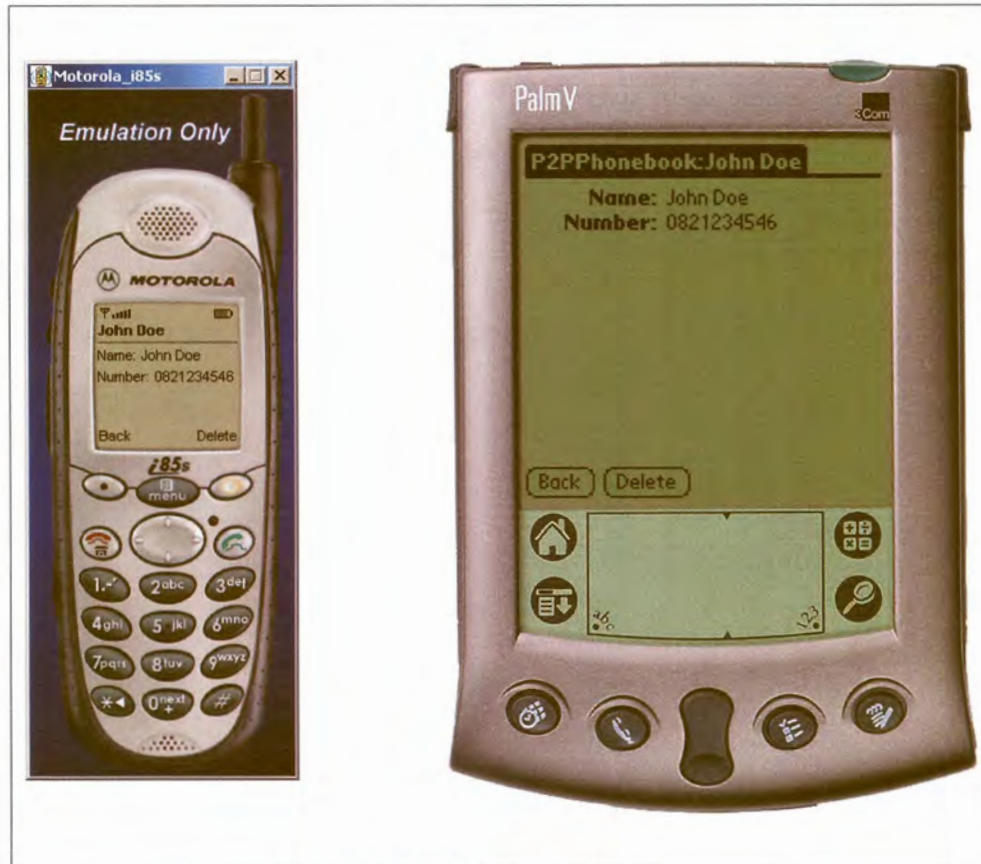 Motorola_i85s
Emulation Only
MOTOROLA
John Doe
Name: John Doe
Number: 0821234546
Back Delete
i85s
menu
1.-'
2abc
3def
4ghi
5 jkl
6mno
7pqrs
8tuv
9wxyz
*
0next
+
#
PalmV
3Com
P2PPhonebook:John Doe
Name: John Doe
Number: 0821234546
Back Delete
abc
123